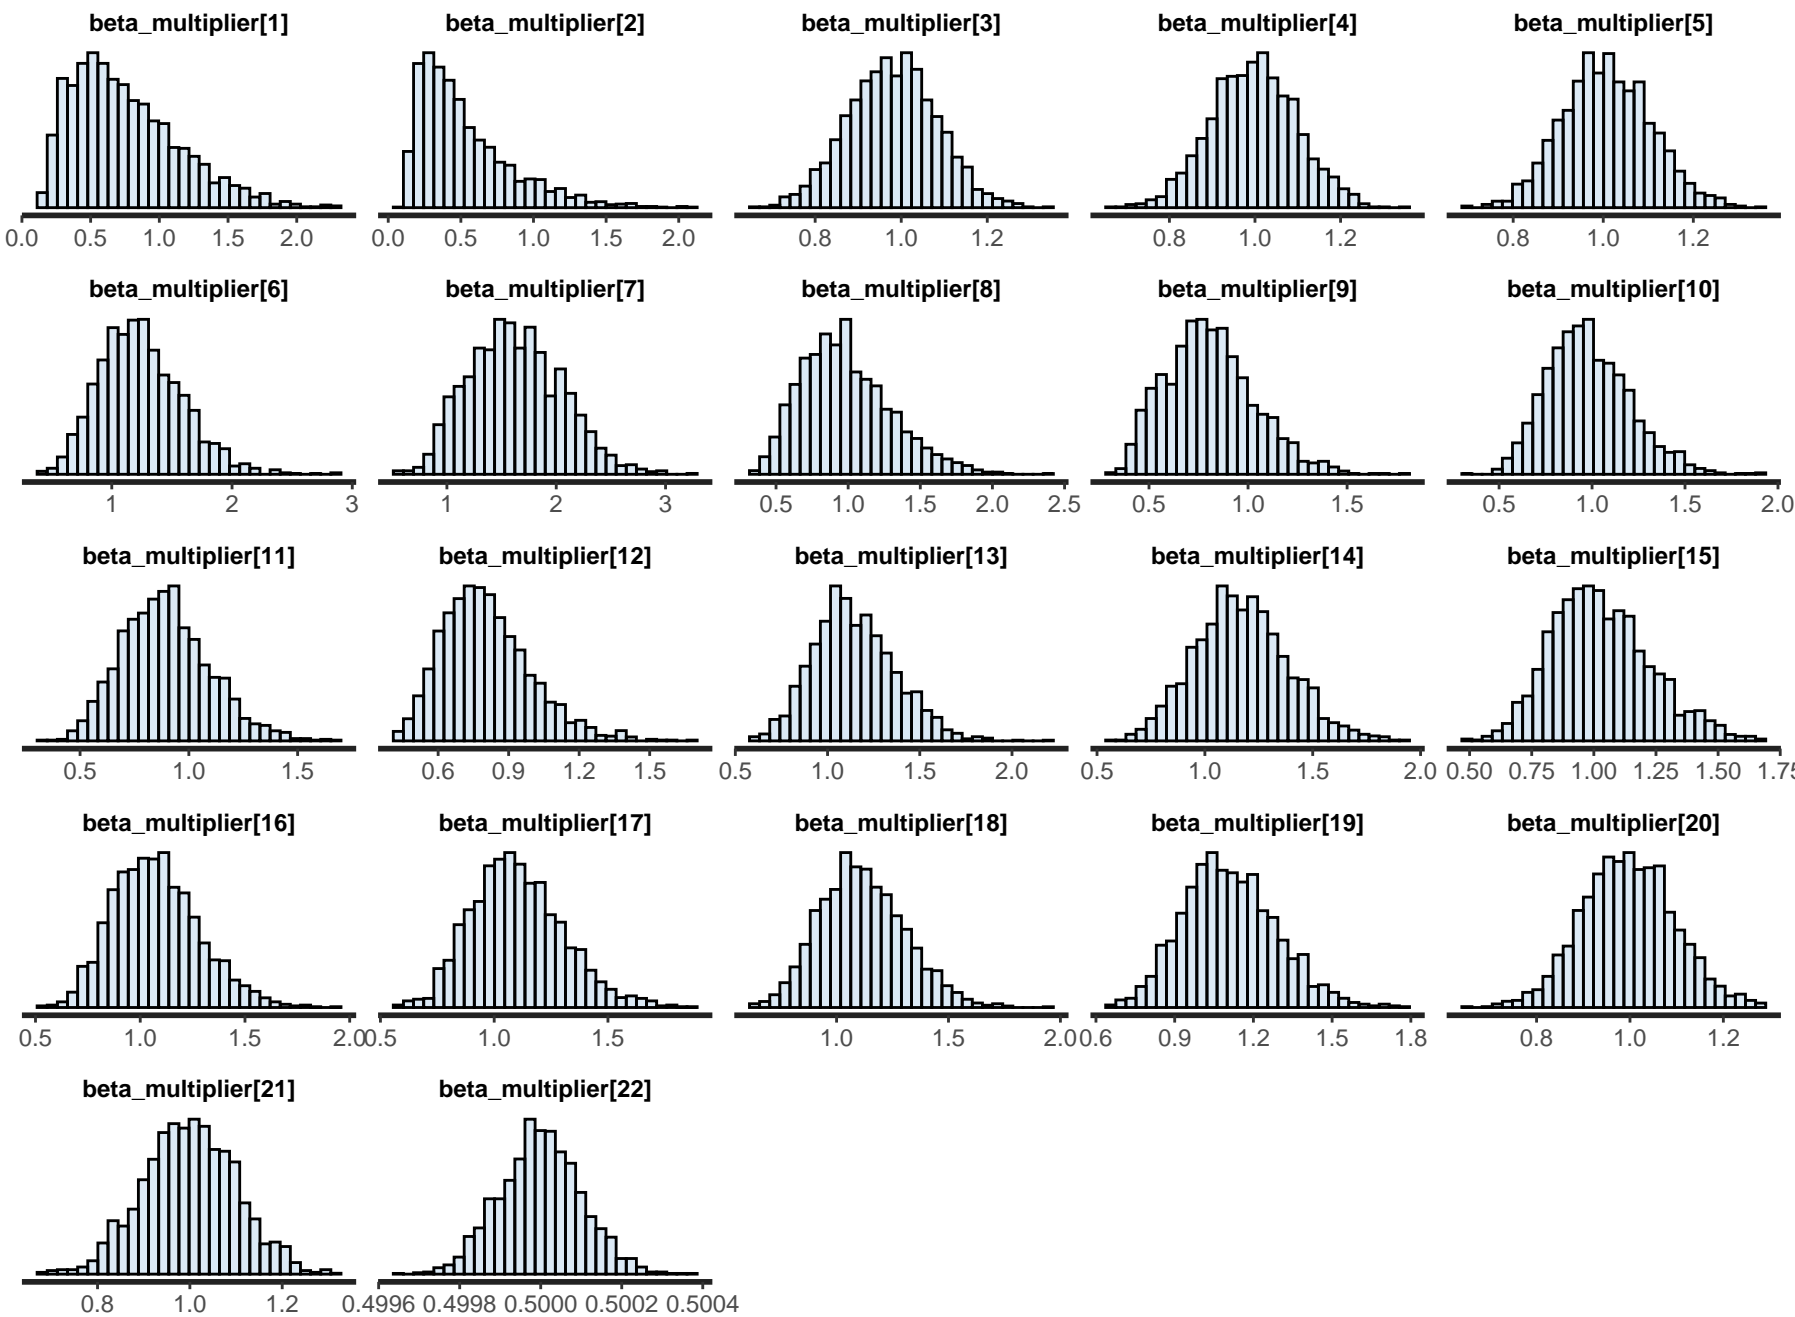 beta_multiplier[1] beta_multiplier[2] beta_multiplier[3] beta_multiplier[4] beta_multiplier[5]
0.0 0.5 1.0 1.5 2.0 0.0 0.5 1.0 1.5 2.0 0.8 1.0 1.2 0.8 1.0 1.2 0.8 1.0 1.2
beta_multiplier[6] beta_multiplier[7] beta_multiplier[8] beta_multiplier[9] beta_multiplier[10]
1 2 3 1 2 3 0.5 1.0 1.5 2.0 2.5 0.5 1.0 1.5 0.5 1.0 1.5 2.0
beta_multiplier[11] beta_multiplier[12] beta_multiplier[13] beta_multiplier[14] beta_multiplier[15]
0.5 1.0 1.5 0.6 0.9 1.2 1.5 0.5 1.0 1.5 2.0 0.5 1.0 1.5 2.0 0.50 0.75 1.00 1.25 1.50 1.75
beta_multiplier[16] beta_multiplier[17] beta_multiplier[18] beta_multiplier[19] beta_multiplier[20]
0.5 1.0 1.5 2.0 0.5 1.0 1.5 1.0 1.5 2.0 0.6 0.9 1.2 1.5 1.8 0.8 1.0 1.2
beta_multiplier[21] beta_multiplier[22]
0.8 1.0 1.2 0.4996 0.4998 0.5000 0.5002 0.5004